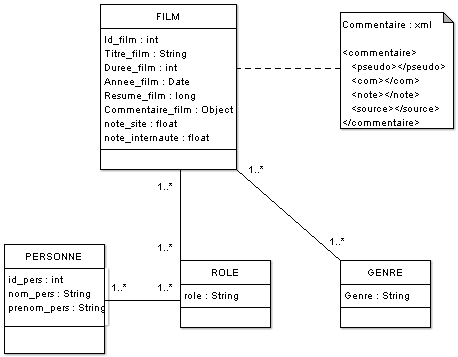 FILM
Id_film : int
Titre_film : String
Duree_film : int
Annee_film : Date
Resume_film : long
Commentaire_film : Object
note_site : float
note_internaute : float
Commentaire : xml
<commentaire>
<pseudo></pseudo>
<com></com>
<note></note>
<source></source>
</commentaire>
1..*
1..*
1..*
1..*
PERSONNE
id_pers : int
nom_pers : String
prenom_pers : String
1..*
1..*
ROLE
role : String
GENRE
Genre : String